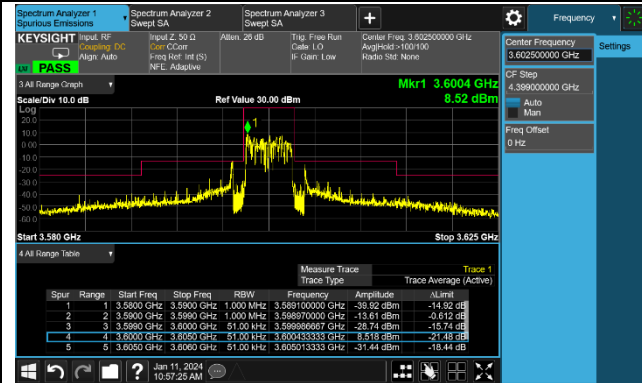 Spectrum Analyzer 1
Spurious Emissions
Spectrum Analyzer 2
Swept SA
Spectrum Analyzer 3
Swept SA
Frequency
KEYSIGHT
Input: RF
Coupling: DC
Align: Auto
Input Z: 50 Ω
Corr CCorr
Freq Ref: Int (S)
NFE: Adaptive
Atten: 26 dB
Trig: Free Run
Gate: LO
IF Gain: Low
Center Freq: 3.602500000 GHz
Avg|Hold:>100/100
Radio Std: None
PASS
Center Frequency
3.602500000 GHz
Settings
CF Step
4.399000000 GHz
Auto
Man
Freq Offset
0 Hz
3 All Range Graph
Mkr1 3.6004 GHz
8.52 dBm
Scale/Div 10.0 dB
Ref Value 30.00 dBm
Log
20.0
10.0
0.00
-10.0
-20.0
-30.0
-40.0
-50.0
-60.0
1
Start 3.580 GHz
Stop 3.625 GHz
4 All Range Table
Measure Trace Trace 1
Trace Type Trace Average (Active)
Spur Range Start Freq Stop Freq RBW Frequency Amplitude ΔLimit
1 1 3.5800 GHz 3.5900 GHz 1.000 MHz 3.589100000 GHz -39.92 dBm -14.92 dB
2 2 3.5900 GHz 3.5990 GHz 1.000 MHz 3.598970000 GHz -13.61 dBm -0.612 dB
3 3 3.5990 GHz 3.6000 GHz 51.00 kHz 3.599986667 GHz -28.74 dBm -15.74 dB
4 4 3.6000 GHz 3.6050 GHz 51.00 kHz 3.600433333 GHz 8.518 dBm -21.48 dB
5 5 3.6050 GHz 3.6060 GHz 51.00 kHz 3.605013333 GHz -31.44 dBm -18.44 dB
Jan 11, 2024
10:57:25 AM